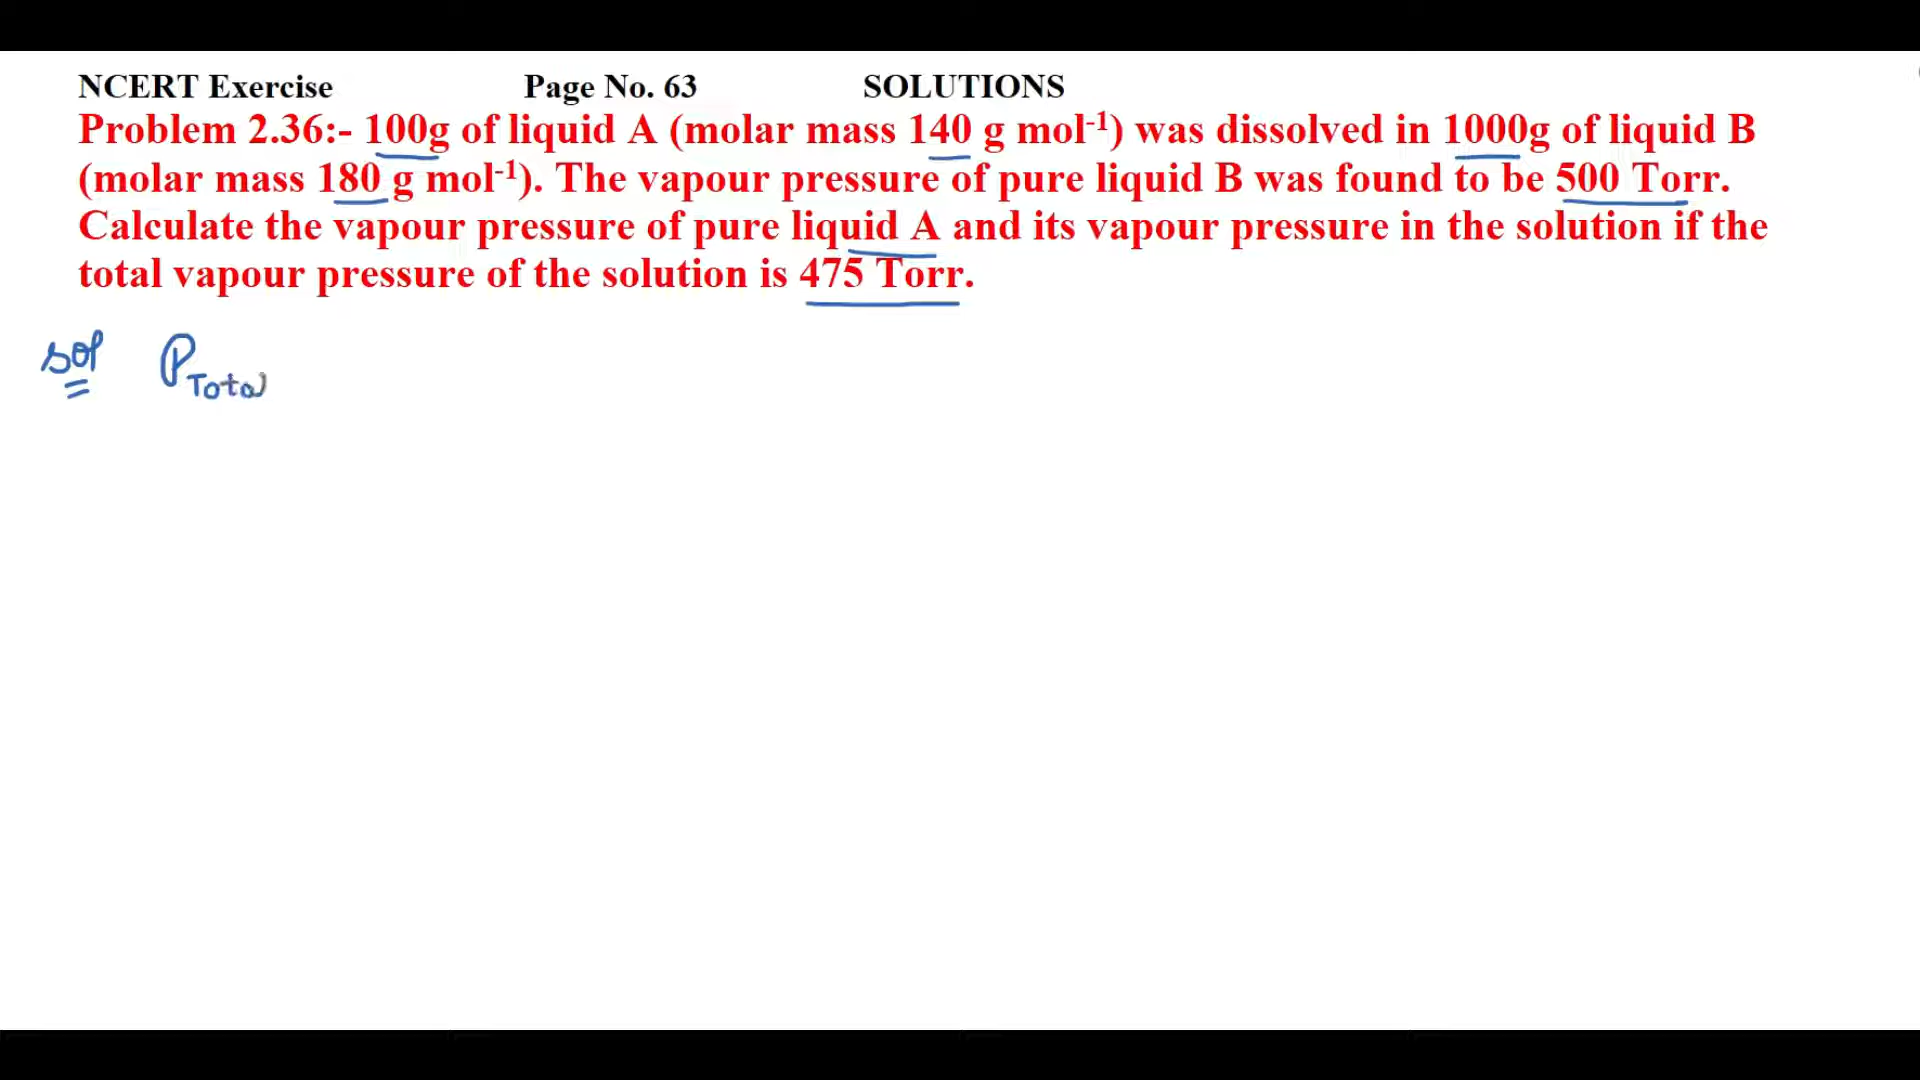 NCERT Exercise Page No. 63 SOLUTIONS
Problem 2.36:- 100g of liquid A (molar mass 140 g mol⁻¹) was dissolved in 1000g of liquid B
(molar mass 180 g mol⁻¹). The vapour pressure of pure liquid B was found to be 500 Torr.
Calculate the vapour pressure of pure liquid A and its vapour pressure in the solution if the
total vapour pressure of the solution is 475 Torr.
Sol P Total